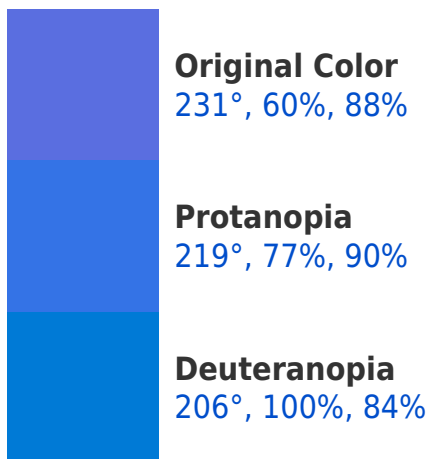 Original Color
231°, 60%, 88%
Protanopia
219°, 77%, 90%
Deuteranopia
206°, 100%, 84%